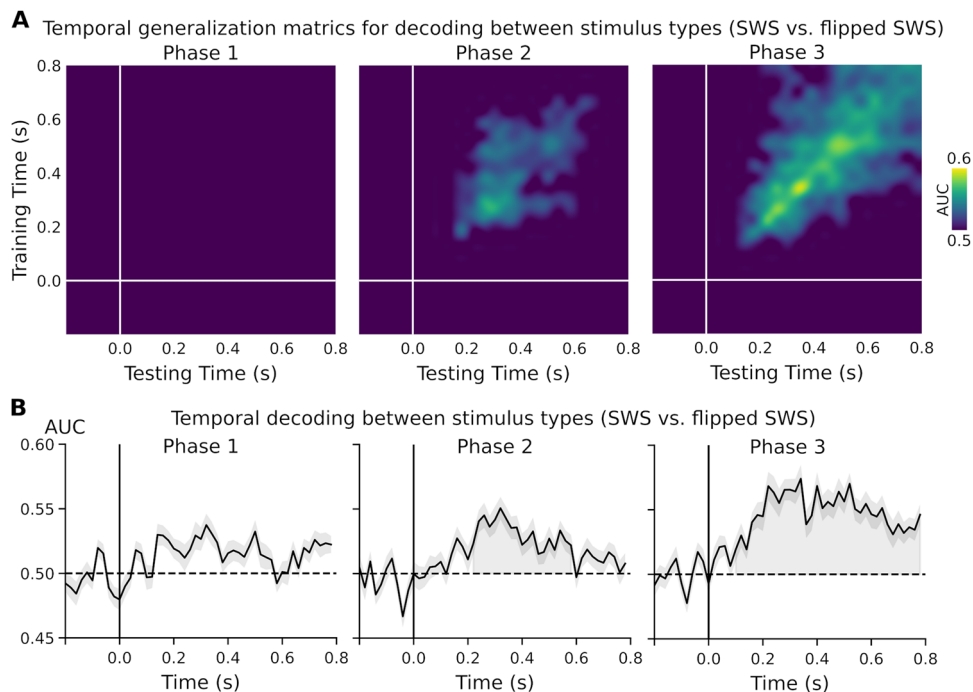 A
Temporal generalization matrics for decoding between stimulus types (SWS vs. flipped SWS)
Phase 1 Phase 2 Phase 3
0.8
0.6
0.4
0.2
0.0
Training Time (s)
0.6
AUC
0.5
0.0 0.2 0.4 0.6 0.8 0.0 0.2 0.4 0.6 0.8 0.0 0.2 0.4 0.6 0.8
Testing Time (s) Testing Time (s) Testing Time (s)
B
Temporal decoding between stimulus types (SWS vs. flipped SWS)
AUC
Phase 1 Phase 2 Phase 3
0.60
0.55
0.50
0.45
0.0 0.2 0.4 0.6 0.8 0.0 0.2 0.4 0.6 0.8 0.0 0.2 0.4 0.6 0.8
Time (s) Time (s) Time (s)